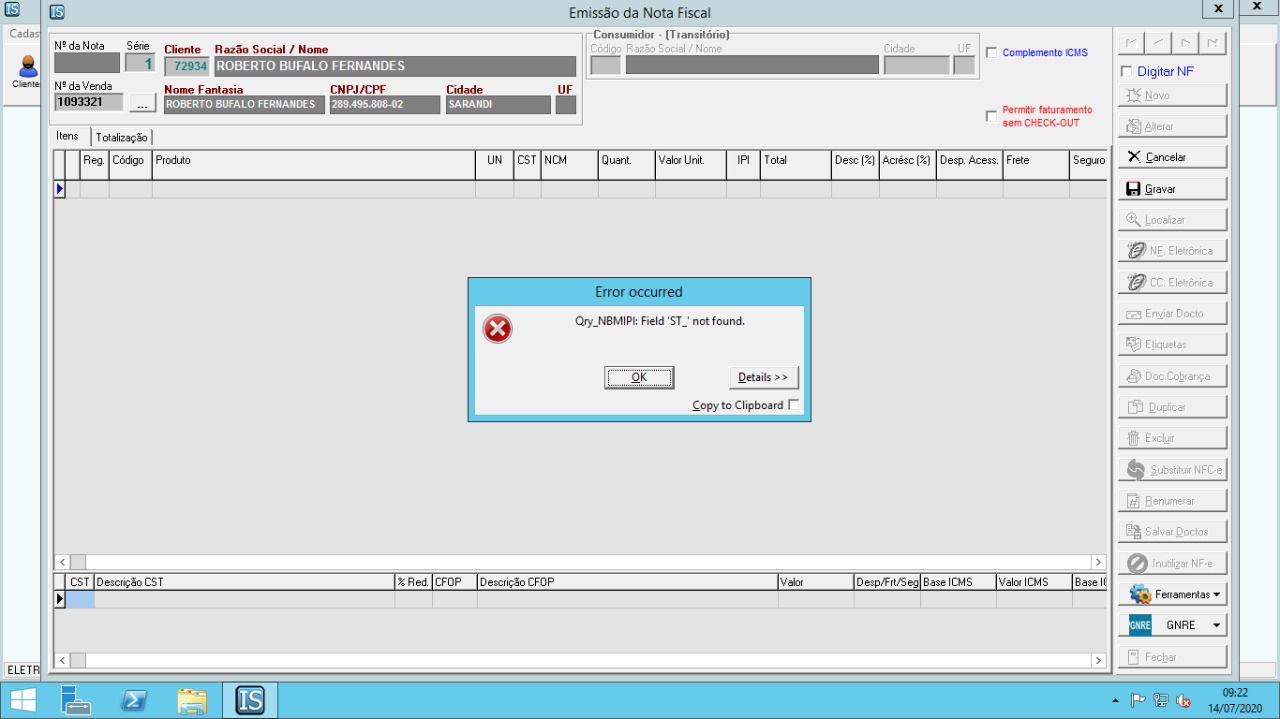 Emissão da Nota Fiscal
x
x
Cadas
Cliente
ELETR
Nº da Nota
Série
1
Cliente
72934
Razão Social / Nome
ROBERTO BUFALO FERNANDES
Nº da Venda
1093321
...
Nome Fantasia
ROBERTO BUFALO FERNANDES
CNPJ/CPF
289.495.808-02
Cidade
SARANDI
UF
Consumidor - (Transitório)
Código Razão Social / Nome
Cidade
UF
Complemento ICMS
Permitir faturamento
sem CHECK-OUT
Itens
Totalização
Reg. Código Produto UN CST NCM Quant. Valor Unit. IPI Total Desc (%) Acrésc (%) Desp. Acess. Frete Seguro
Error occurred
Qry_NBMIPI: Field 'ST_' not found.
OK
Details >>
Copy to Clipboard
CST Descrição CST % Red. CFOP Descrição CFOP Valor Desp/Frt/Seg Base ICMS Valor ICMS Base I
Digitar NF
Novo
Alterar
Cancelar
Gravar
Localizar
NF. Eletrônica
CC. Eletrônica
Enviar Docto
Etiquetas
Doc.Cobrança
Duplicar
Excluir
Substituir NFC-e
Renumerar
Salvar Doctos
Inutilizar NF-e
Ferramentas
GNRE GNRE
Fechar
IS
09:22
14/07/2020